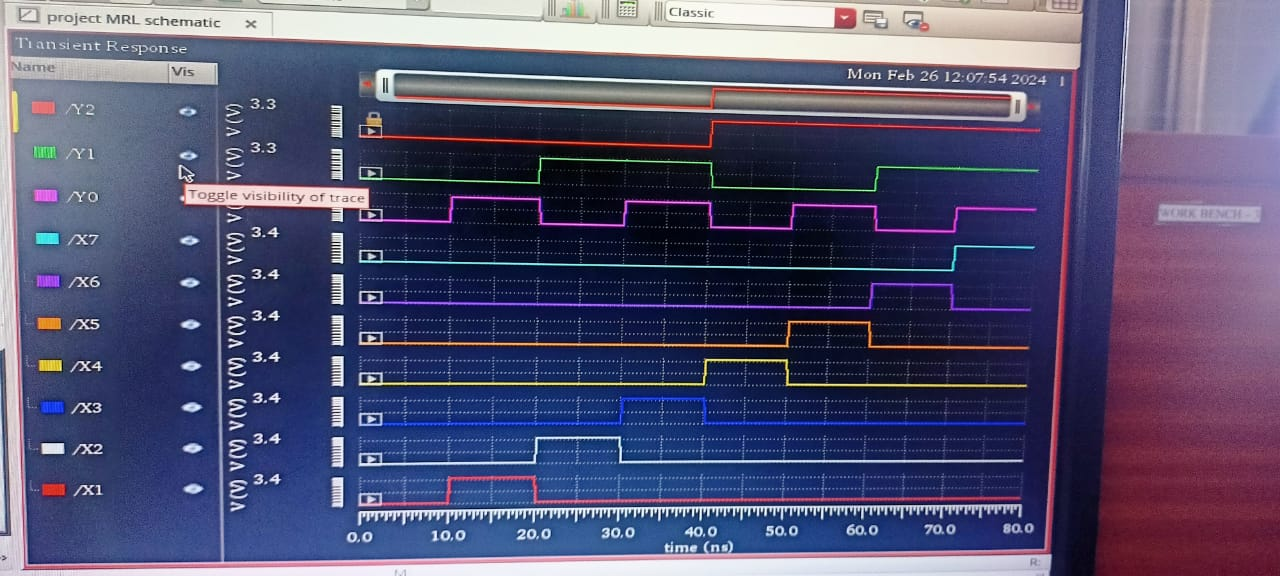 Classic
project MRL schematic ×
Transient Response
Mon Feb 26 12:07:54 2024
Name Vis
/Y2
3.3
/Y1
3.3
Toggle visibility of trace
/Y0
/X7
3.4
/X6
3.4
/X5
3.4
/X4
3.4
/X3
3.4
/X2
3.4
/X1
3.4
0.0 10.0 20.0 30.0 40.0 50.0 60.0 70.0 80.0
time (ns)
R:
WORK BENCH -